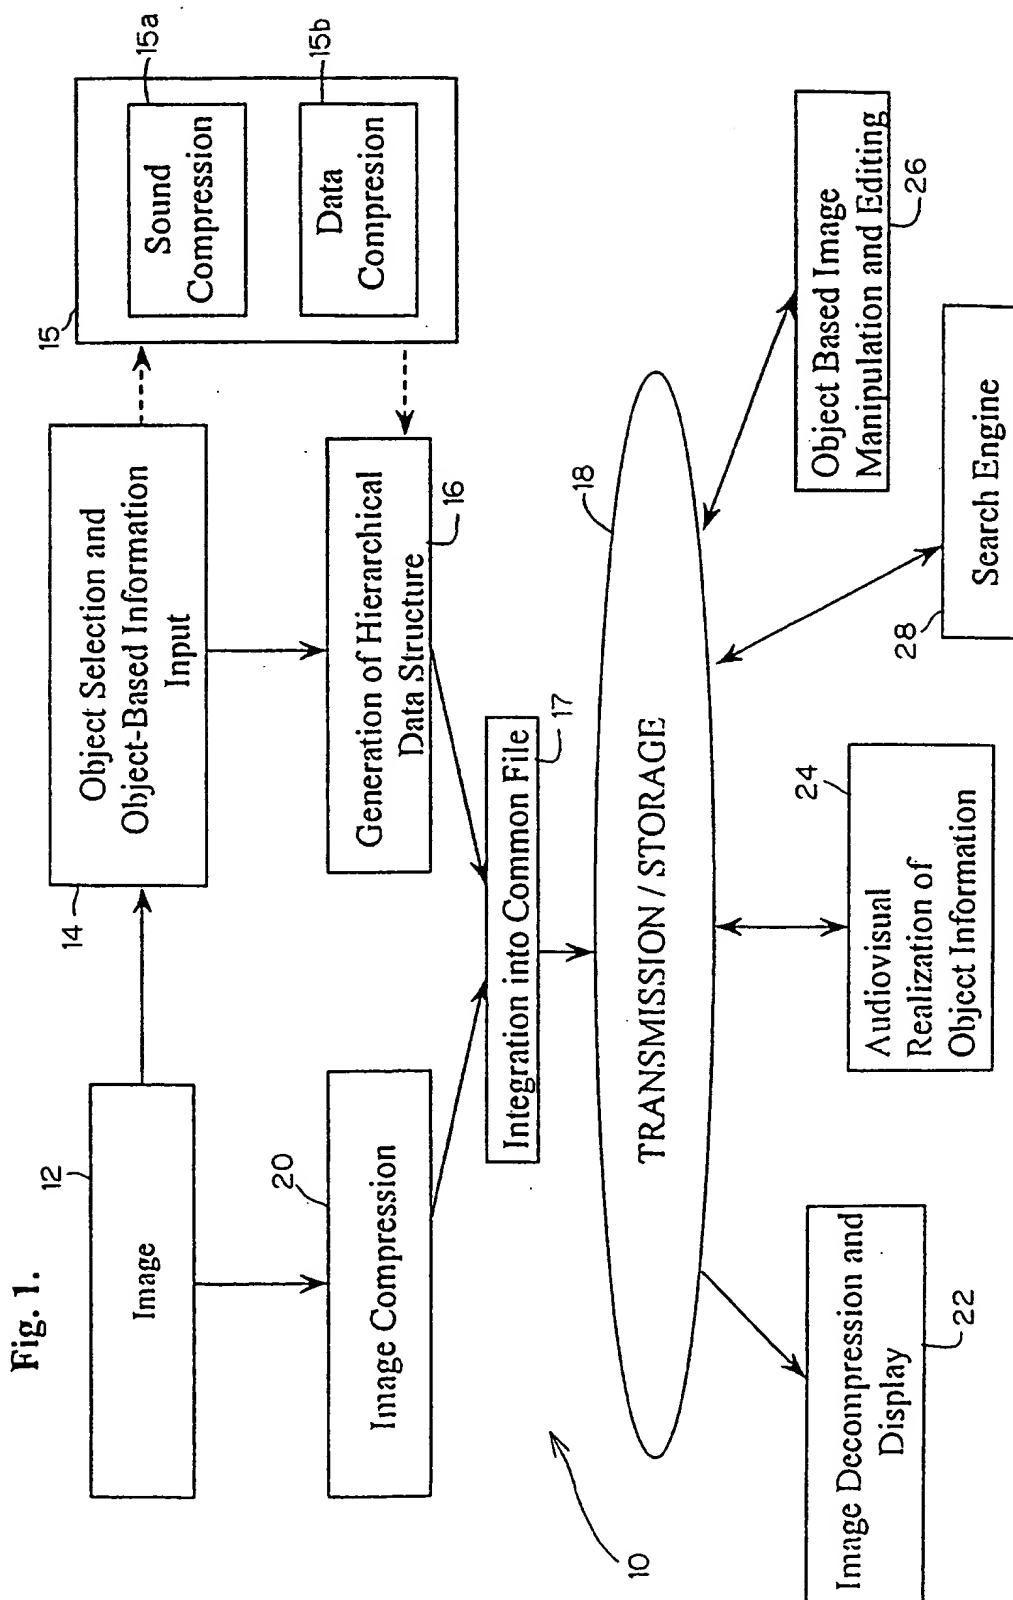 Fig. 1.
12
Image
14
Object Selection and
Object-Based Information
Input
15
15a
Sound
Compression
15b
Data
Compresion
20
Image Compression
Generation of Hierarchical
Data Structure
16
Integration into Common File
17
18
TRANSMISSION / STORAGE
10
Image Decompression and
Display
22
24
Audiovisual
Realization of
Object Information
28
Search Engine
Object Based Image
Manipulation and Editing
26